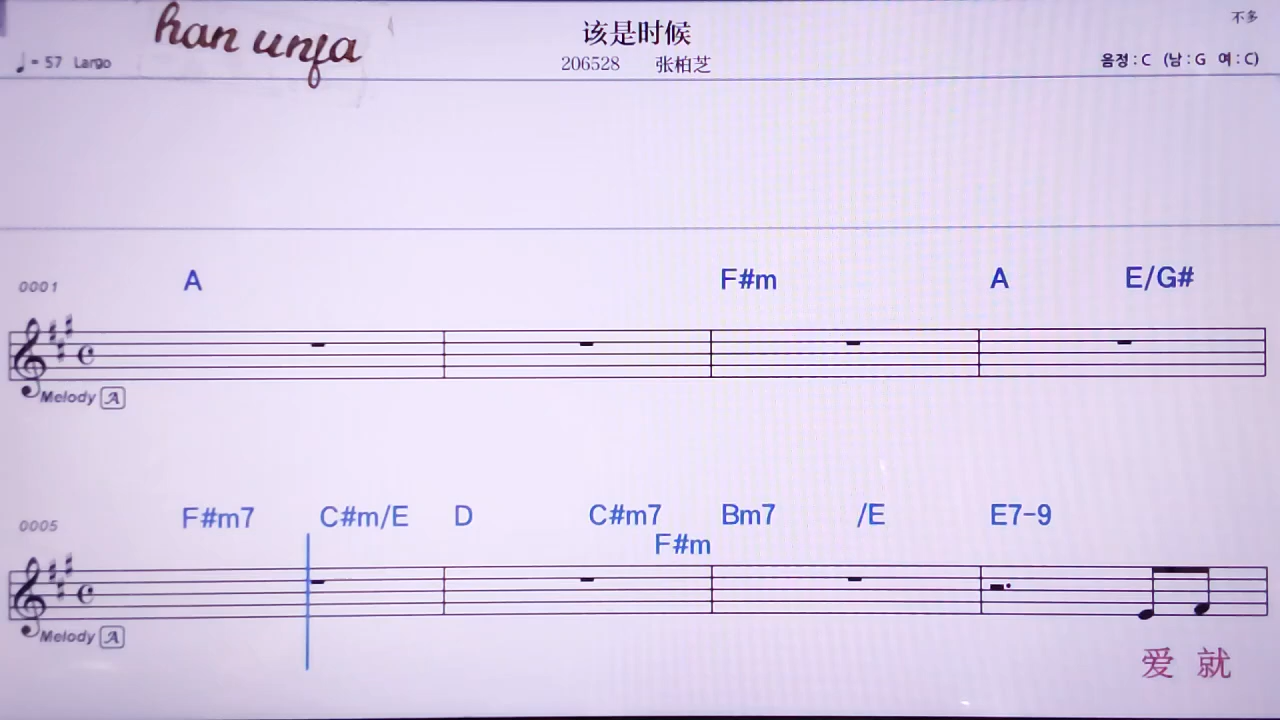 han unfa
该是时候
不多
♩= 57 Largo
206528 张柏芝
음정 : C (남 : G 여 : C)
0001
A F#m A E/G#
Melody A
0005
F#m7 C#m/E D C#m7 F#m Bm7 /E E7-9
Melody A
爱 就